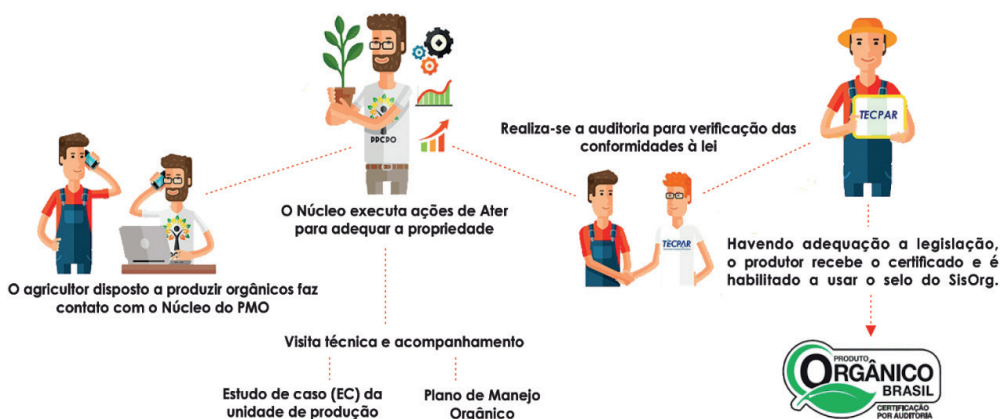 O agricultor disposto a produzir orgânicos faz
contato com o Núcleo do PMO
PPCPO
O Núcleo executa ações de Ater
para adequar a propriedade
Visita técnica e acompanhamento
Estudo de caso (EC) da
unidade de produção
Plano de Manejo
Orgânico
Realiza-se a auditoria para verificação das
conformidades à lei
TECPAR
TECPAR
Havendo adequação a legislação,
o produtor recebe o certificado e é
habilitado a usar o selo do SisOrg.
PRODUTO
ORGÂNICO
BRASIL
CERTIFICAÇÃO
POR AUDITORIA